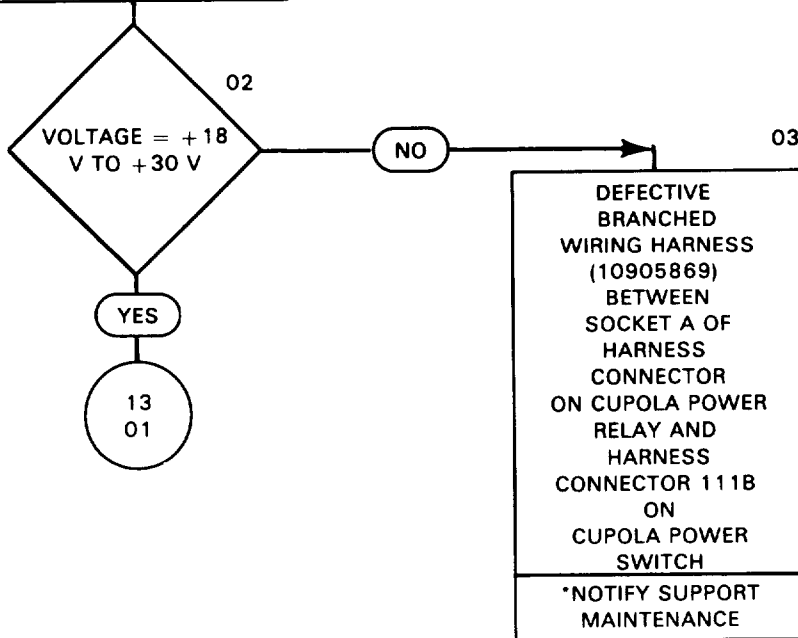 02
VOLTAGE = +18
V TO +30 V
NO
03
YES
13
01
DEFECTIVE
BRANCHED
WIRING HARNESS
(10905869)
BETWEEN
SOCKET A OF
HARNESS
CONNECTOR
ON CUPOLA POWER
RELAY AND
HARNESS
CONNECTOR 111B
ON
CUPOLA POWER
SWITCH
*NOTIFY SUPPORT
MAINTENANCE